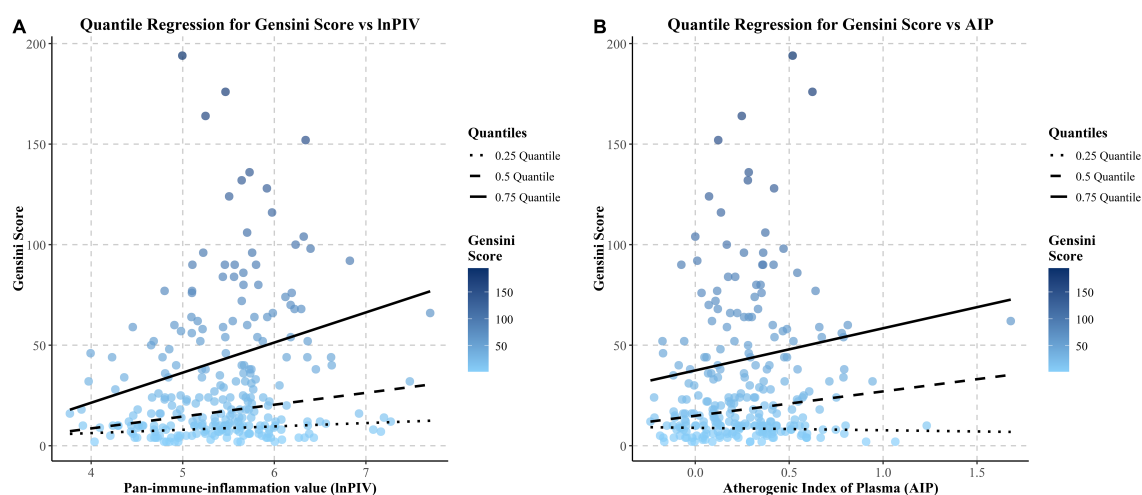 A
Quantile Regression for Gensini Score vs lnPIV
200
150
100
50
0
4
5
6
7
Gensini Score
Pan-immune-inflammation value (lnPIV)
Quantiles
0.25 Quantile
0.5 Quantile
0.75 Quantile
Gensini
Score
150
100
50
B
Quantile Regression for Gensini Score vs AIP
200
150
100
50
0
0.0
0.5
1.0
1.5
Gensini Score
Atherogenic Index of Plasma (AIP)
Quantiles
0.25 Quantile
0.5 Quantile
0.75 Quantile
Gensini
Score
150
100
50